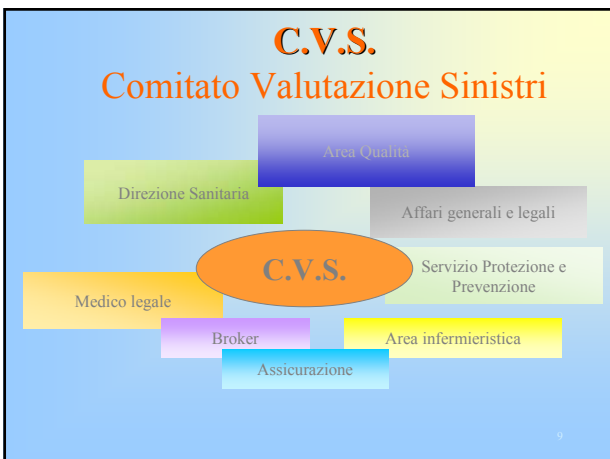 C.V.S.
Comitato Valutazione Sinistri
Area Qualità
Direzione Sanitaria
Affari generali e legali
C.V.S.
Servizio Protezione e
Prevenzione
Medico legale
Broker
Area infermieristica
Assicurazione
9